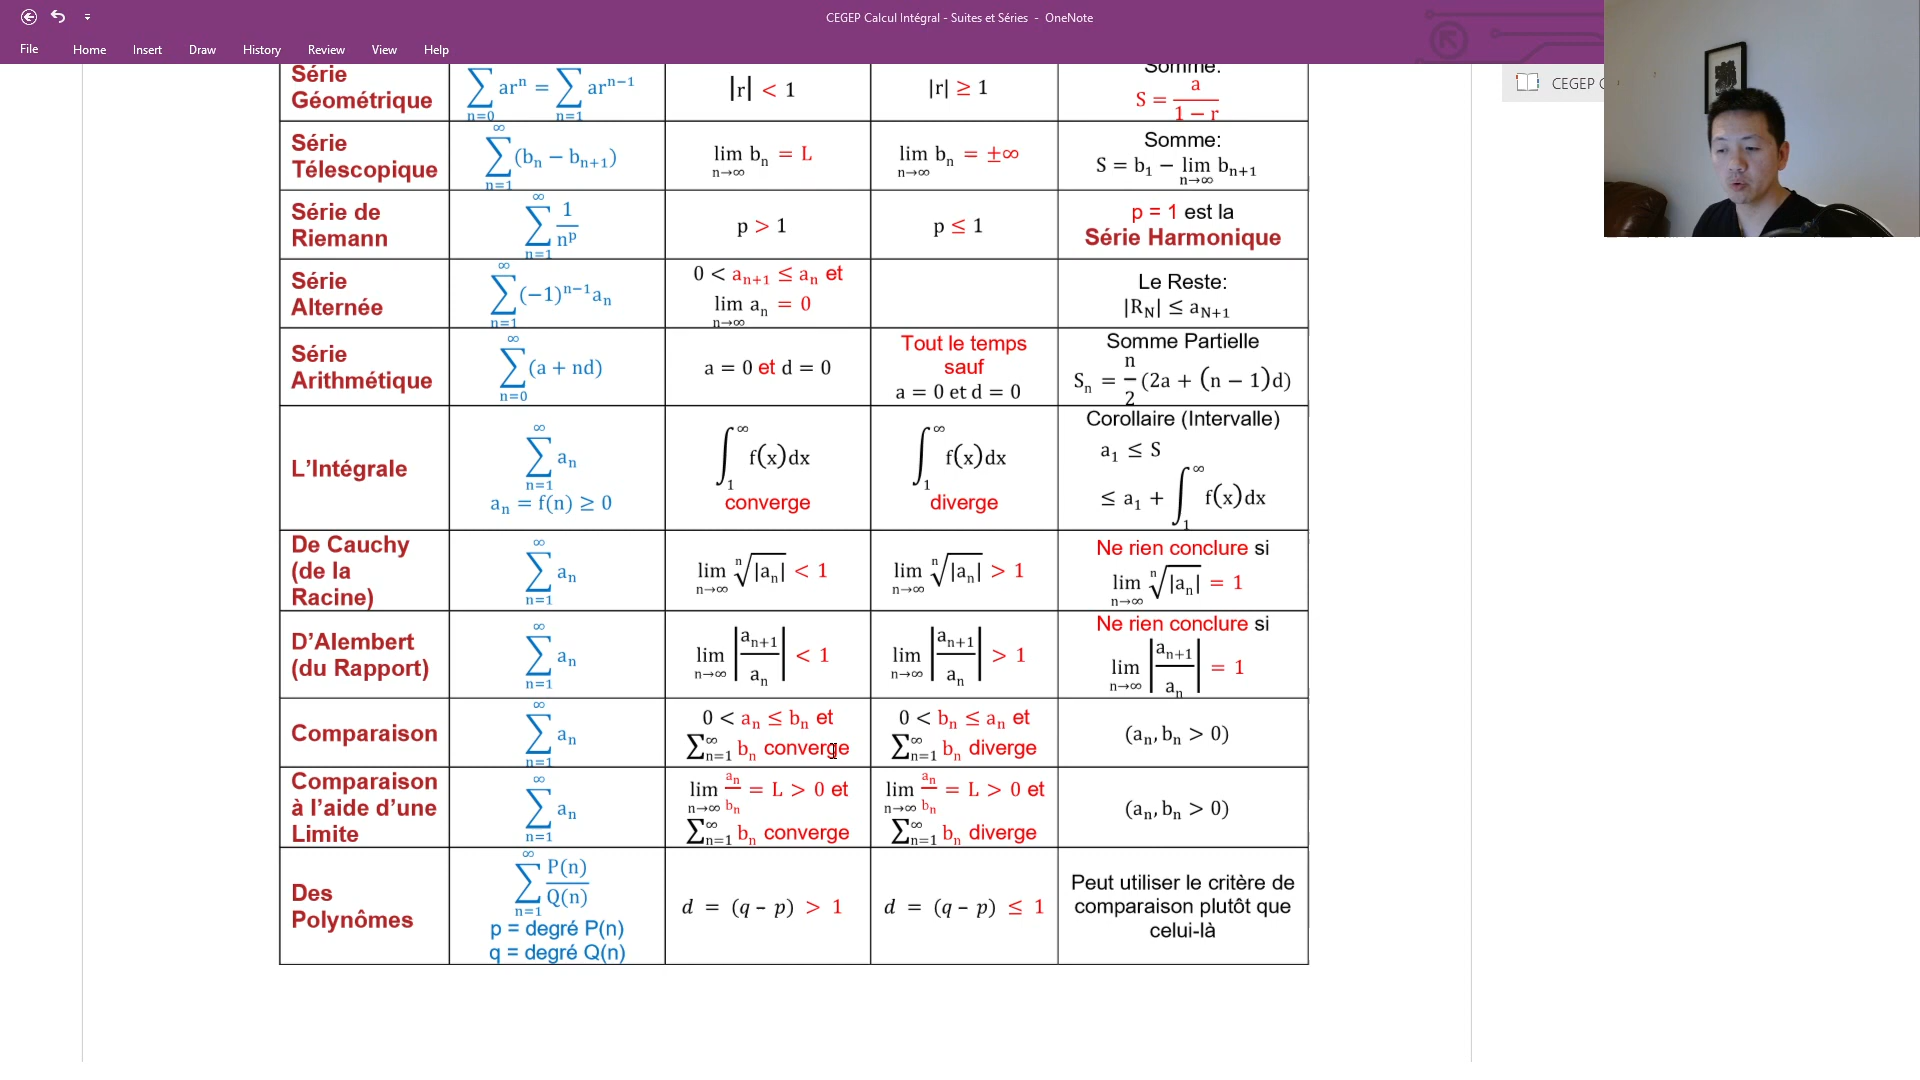 CEGEP Calcul Intégral - Suites et Séries - OneNote
File Home Insert Draw History Review View Help
CEGEP C
Série
Géométrique
∑ arⁿ = ∑ arⁿ⁻¹
n=0 n=1
|r| < 1
|r| ≥ 1
Somme:
S = a
1 − r
Série
Télescopique
∞
∑(bₙ − bₙ₊₁)
n=1
lim bₙ = L
n→∞
lim bₙ = ±∞
n→∞
Somme:
S = b₁ − lim bₙ₊₁
n→∞
Série de
Riemann
∞
∑ 1/nᵖ
n=1
p > 1
p ≤ 1
p = 1 est la
Série Harmonique
Série
Alternée
∞
∑(−1)ⁿ⁻¹aₙ
n=1
0 < aₙ₊₁ ≤ aₙ et
lim aₙ = 0
n→∞
Le Reste:
|R_N| ≤ a_N+1
Série
Arithmétique
∞
∑(a + nd)
n=0
a = 0 et d = 0
Tout le temps
sauf
a = 0 et d = 0
Somme Partielle
Sₙ = n/2 (2a + (n − 1)d)
L'Intégrale
∞
∑ aₙ
n=1
aₙ = f(n) ≥ 0
∫₁^∞ f(x)dx
converge
∫₁^∞ f(x)dx
diverge
Corollaire (Intervalle)
a₁ ≤ S
≤ a₁ + ∫₁^∞ f(x)dx
De Cauchy
(de la
Racine)
∞
∑ aₙ
n=1
lim ⁿ√|aₙ| < 1
n→∞
lim ⁿ√|aₙ| > 1
n→∞
Ne rien conclure si
lim ⁿ√|aₙ| = 1
n→∞
D'Alembert
(du Rapport)
∞
∑ aₙ
n=1
lim |aₙ₊₁/aₙ| < 1
n→∞
lim |aₙ₊₁/aₙ| > 1
n→∞
Ne rien conclure si
lim |aₙ₊₁/aₙ| = 1
n→∞
Comparaison
∞
∑ aₙ
n=1
0 < aₙ ≤ bₙ et
∑ₙ₌₁^∞ bₙ converge
0 < bₙ ≤ aₙ et
∑ₙ₌₁^∞ bₙ diverge
(aₙ, bₙ > 0)
Comparaison
à l'aide d'une
Limite
∞
∑ aₙ
n=1
lim aₙ/bₙ = L > 0 et
n→∞
∑ₙ₌₁^∞ bₙ converge
lim aₙ/bₙ = L > 0 et
n→∞
∑ₙ₌₁^∞ bₙ diverge
(aₙ, bₙ > 0)
Des
Polynômes
∞
∑ P(n)/Q(n)
n=1
p = degré P(n)
q = degré Q(n)
d = (q − p) > 1
d = (q − p) ≤ 1
Peut utiliser le critère de
comparaison plutôt que
celui-là